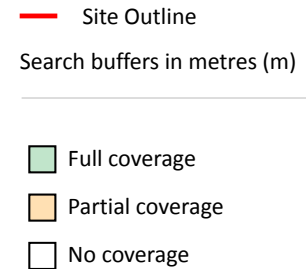 Site Outline
Search buffers in metres (m)
Full coverage
Partial coverage
No coverage